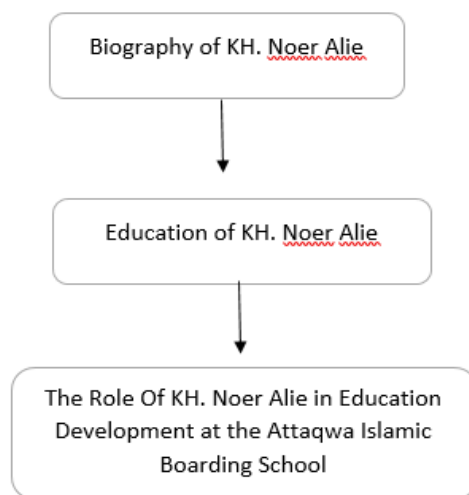 Biography of KH. Noer Alie
Education of KH. Noer Alie
The Role Of KH. Noer Alie in Education
Development at the Attaqwa Islamic
Boarding School